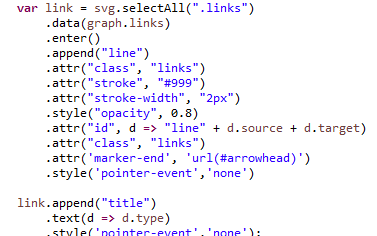 var link = svg.selectAll(".links")
.data(graph.links)
.enter()
.append("line")
.attr("class", "links")
.attr("stroke", "#999")
.attr("stroke-width", "2px")
.style("opacity", 0.8)
.attr("id", d => "line" + d.source + d.target)
.attr("class", "links")
.attr('marker-end', 'url(#arrowhead)')
.style('pointer-event','none')
link.append("title")
.text(d => d.type)
.style('pointer-event','none');